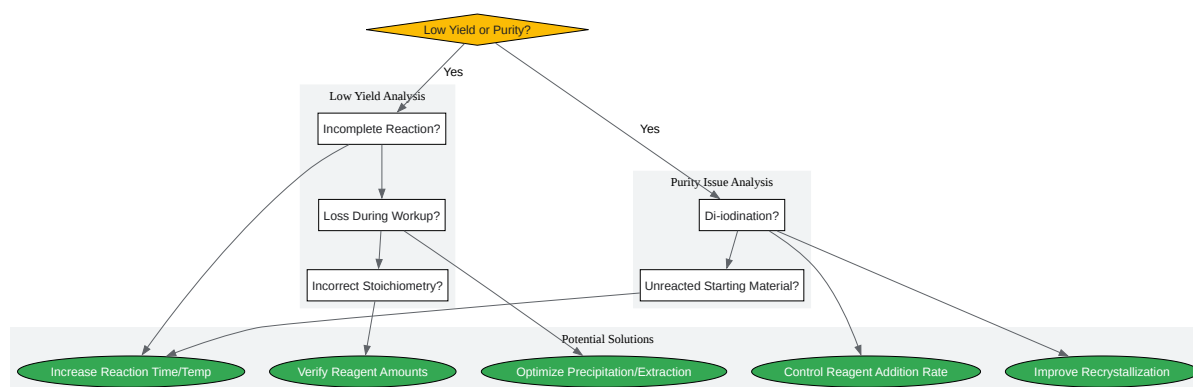 Low Yield or Purity?
Yes
Low Yield Analysis
Incomplete Reaction?
Yes
Purity Issue Analysis
Loss During Workup?
Di-iodination?
Incorrect Stoichiometry?
Unreacted Starting Material?
Potential Solutions
Increase Reaction Time/Temp
Verify Reagent Amounts
Optimize Precipitation/Extraction
Control Reagent Addition Rate
Improve Recrystallization